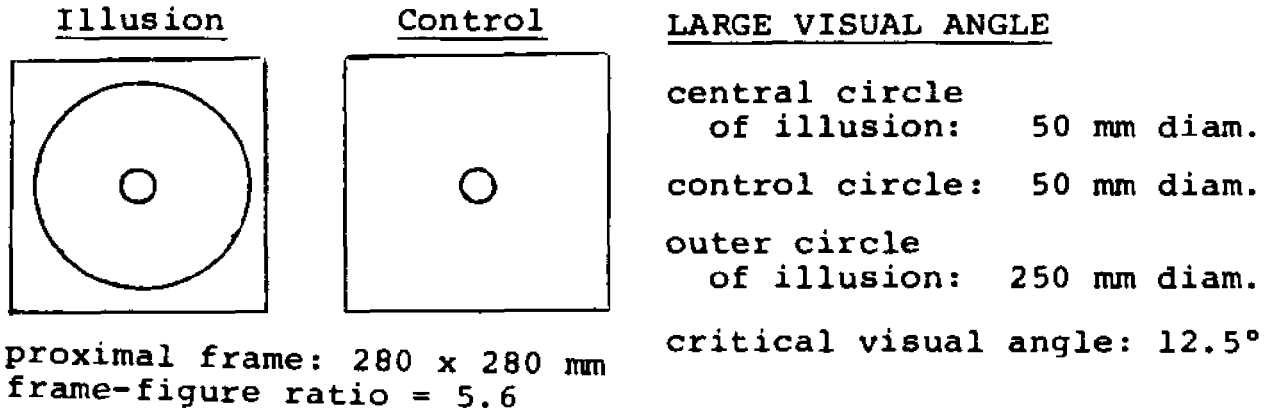 Illusion
Control
proximal frame: 280 x 280 mm
frame-figure ratio = 5.6
LARGE VISUAL ANGLE
central circle
of illusion: 50 mm diam.
control circle: 50 mm diam.
outer circle
of illusion: 250 mm diam.
critical visual angle: 12.5°